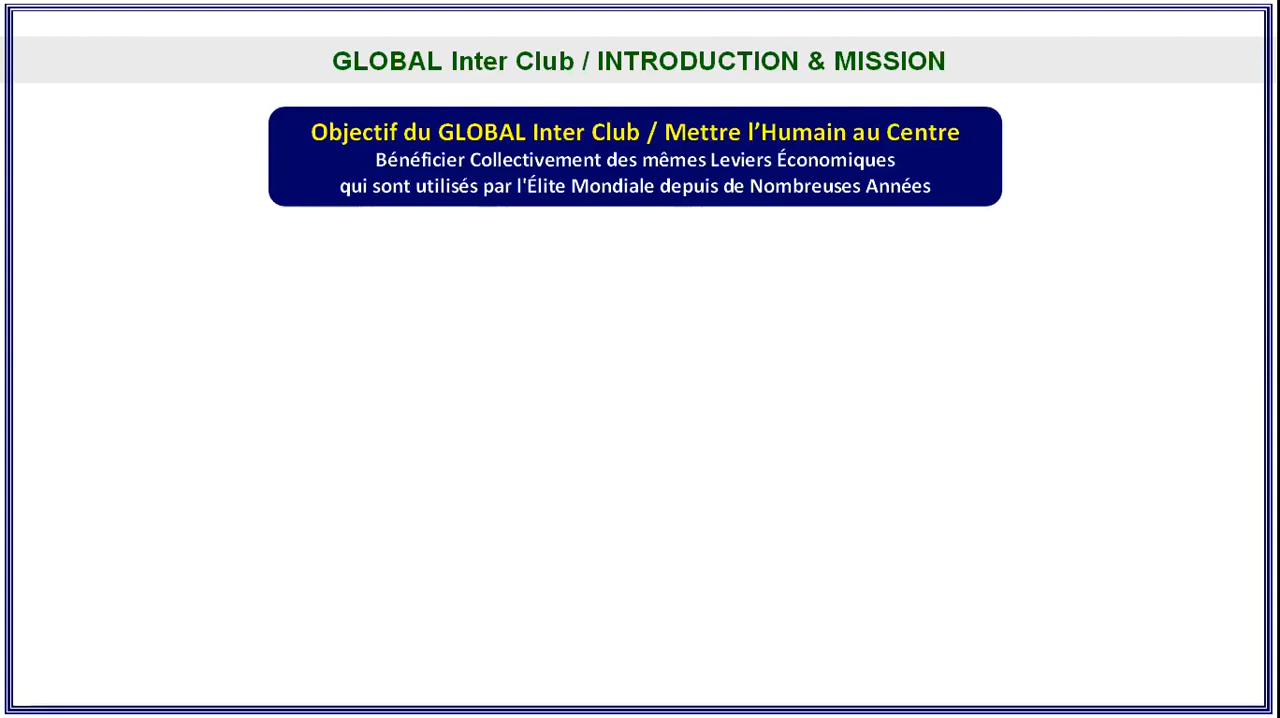 GLOBAL Inter Club / INTRODUCTION & MISSION
Objectif du GLOBAL Inter Club / Mettre l’Humain au Centre
Bénéficier Collectivement des mêmes Leviers Économiques
qui sont utilisés par l'Élite Mondiale depuis de Nombreuses Années